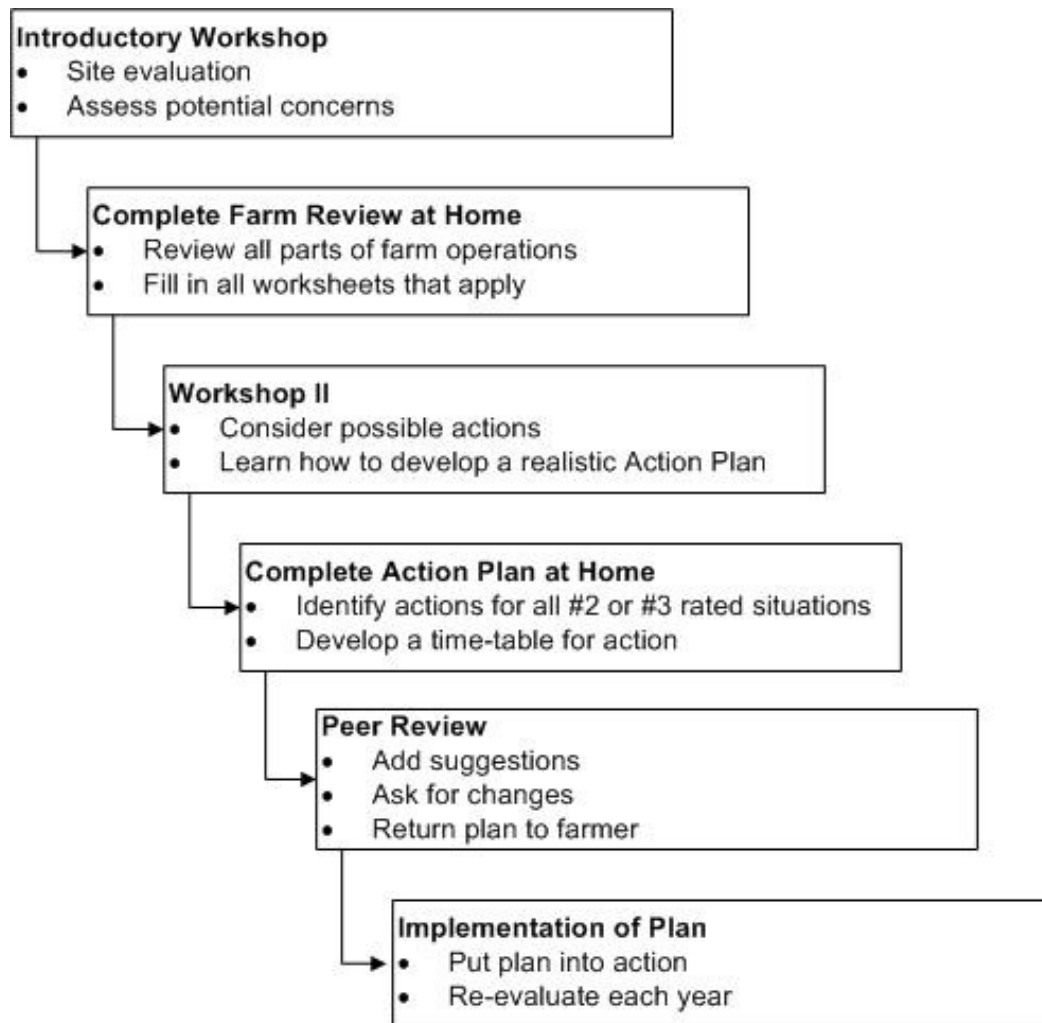 Introductory Workshop
• Site evaluation
• Assess potential concerns
Complete Farm Review at Home
• Review all parts of farm operations
• Fill in all worksheets that apply
Workshop II
• Consider possible actions
• Learn how to develop a realistic Action Plan
Complete Action Plan at Home
• Identify actions for all #2 or #3 rated situations
• Develop a time-table for action
Peer Review
• Add suggestions
• Ask for changes
• Return plan to farmer
Implementation of Plan
• Put plan into action
• Re-evaluate each year